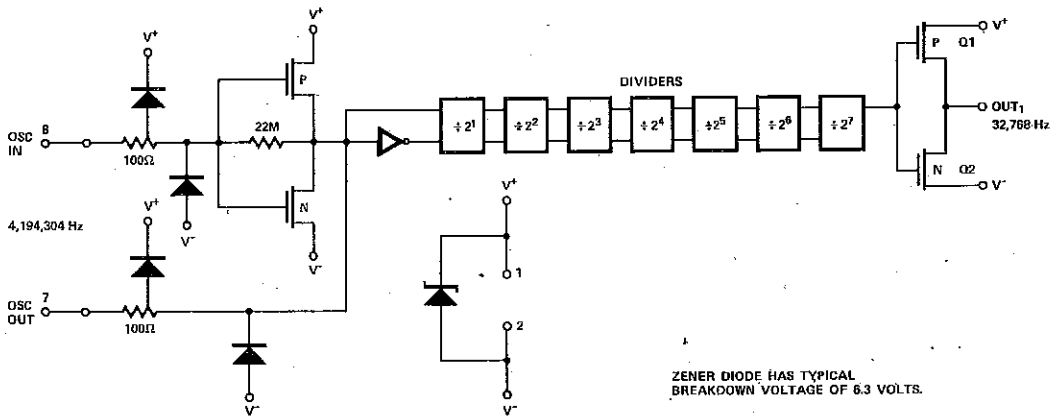 V+
P
22M
N
V-
V+
OSC
IN
8
100Ω
V-
4,194,304 Hz
V+
OSC
OUT
7
100Ω
V-
DIVIDERS
÷2¹
÷2²
÷2³
÷2⁴
÷2⁵
÷2⁶
÷2⁷
V+
1
2
V-
P
Q1
V+
OUT₁
32,768 Hz
N
Q2
V-
ZENER DIODE HAS TYPICAL
BREAKDOWN VOLTAGE OF 6.3 VOLTS.